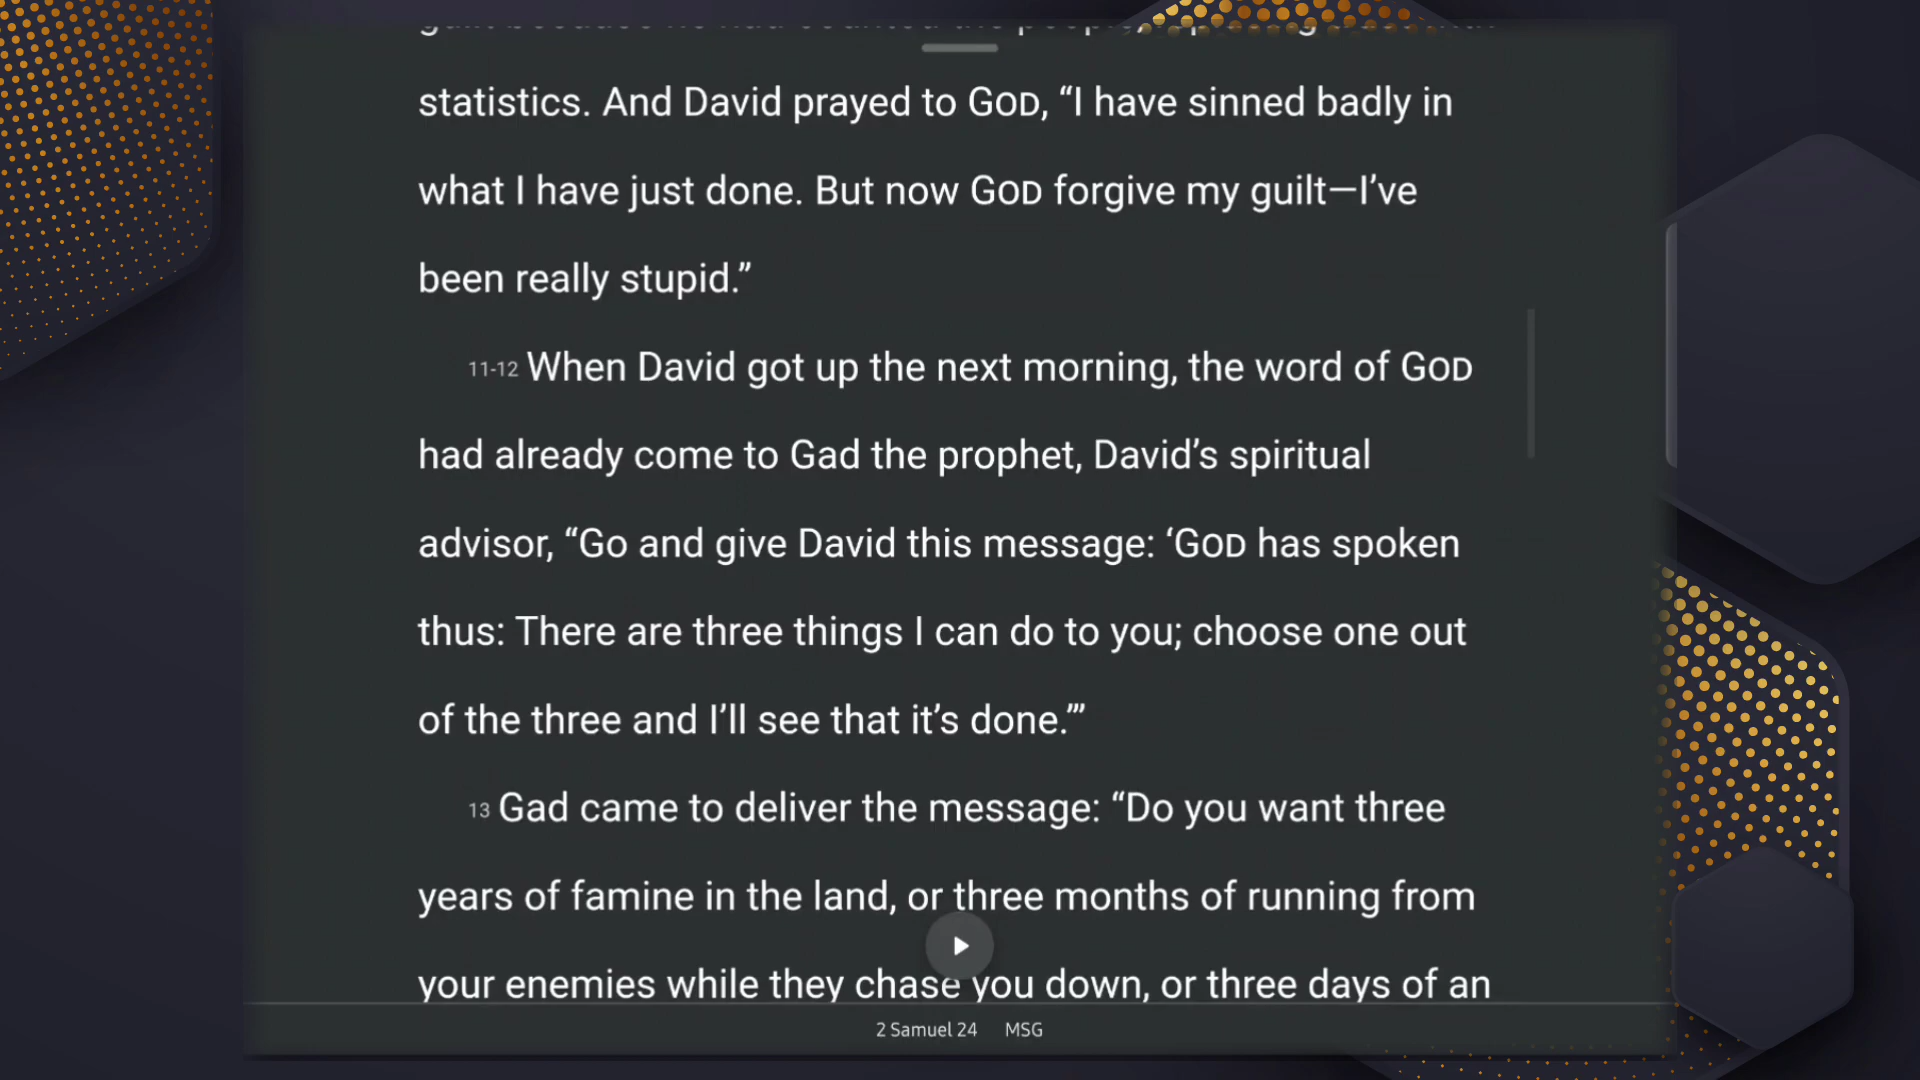 statistics. And David prayed to GOD, “I have sinned badly in
what I have just done. But now GOD forgive my guilt—I’ve
been really stupid.”
11-12 When David got up the next morning, the word of GOD
had already come to Gad the prophet, David’s spiritual
advisor, “Go and give David this message: ‘GOD has spoken
thus: There are three things I can do to you; choose one out
of the three and I’ll see that it’s done.’”
13 Gad came to deliver the message: “Do you want three
years of famine in the land, or three months of running from
your enemies while they chase you down, or three days of an
2 Samuel 24 MSG